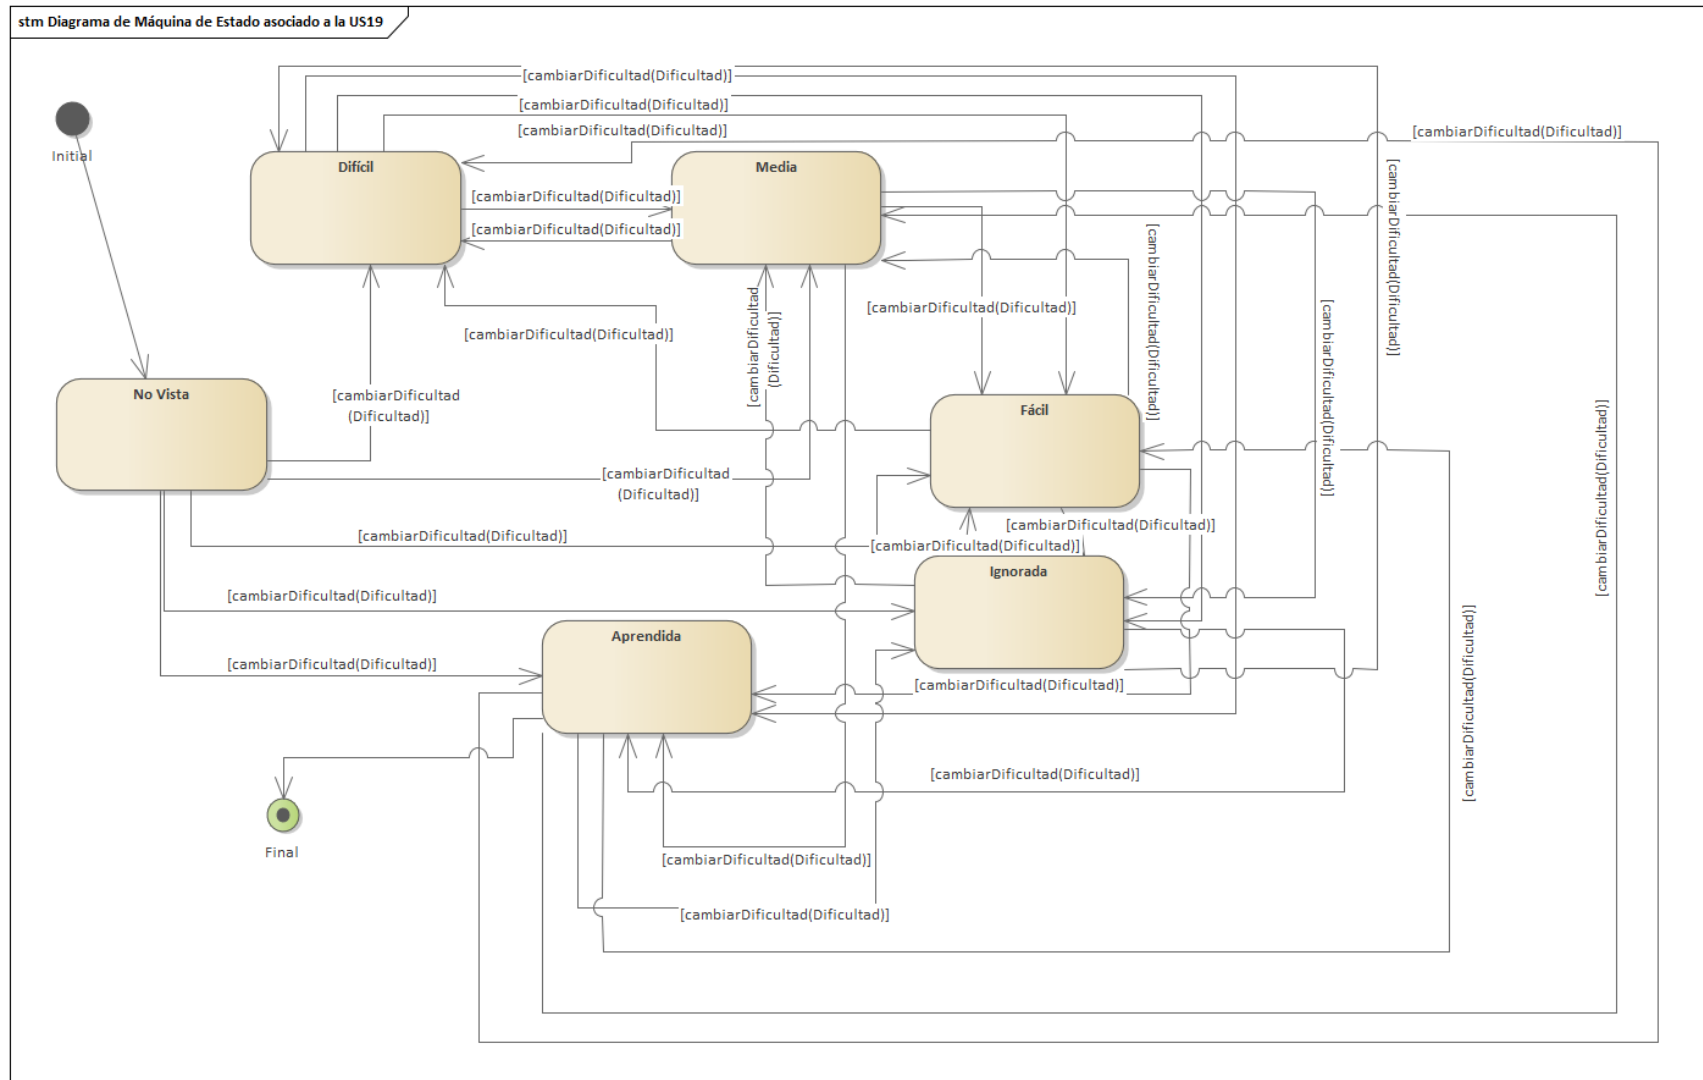 stm Diagrama de Máquina de Estado asociado a la US19
[cambiarDificultad(Dificultad)]
[cambiarDificultad(Dificultad)]
[cambiarDificultad(Dificultad)]
[cambiarDificultad(Dificultad)]
Initial
Difícil
Media
[cambiarDificultad(Dificultad)]
[cambiarDificultad(Dificultad)]
[cambiarDificultad(Dificultad)]
[cambiarDificultad(Dificultad)]
[cambiarDificultad
(Dificultad)]
[cambiarDificultad(Dificultad)]
[cambiarDificultad(Dificultad)]
[cambiarDificultad(Dificultad)]
No Vista
[cambiarDificultad
(Dificultad)]
Fácil
[cambiarDificultad(Dificultad)]
[cambiarDificultad
(Dificultad)]
[cambiarDificultad(Dificultad)]
[cambiarDificultad(Dificultad)]
[cambiarDificultad(Dificultad)]
Ignorada
[cambiarDificultad(Dificultad)]
[cambiarDificultad(Dificultad)]
Aprendida
[cambiarDificultad(Dificultad)]
[cambiarDificultad(Dificultad)]
[cambiarDificultad(Dificultad)]
Final
[cambiarDificultad(Dificultad)]
[cambiarDificultad(Dificultad)]